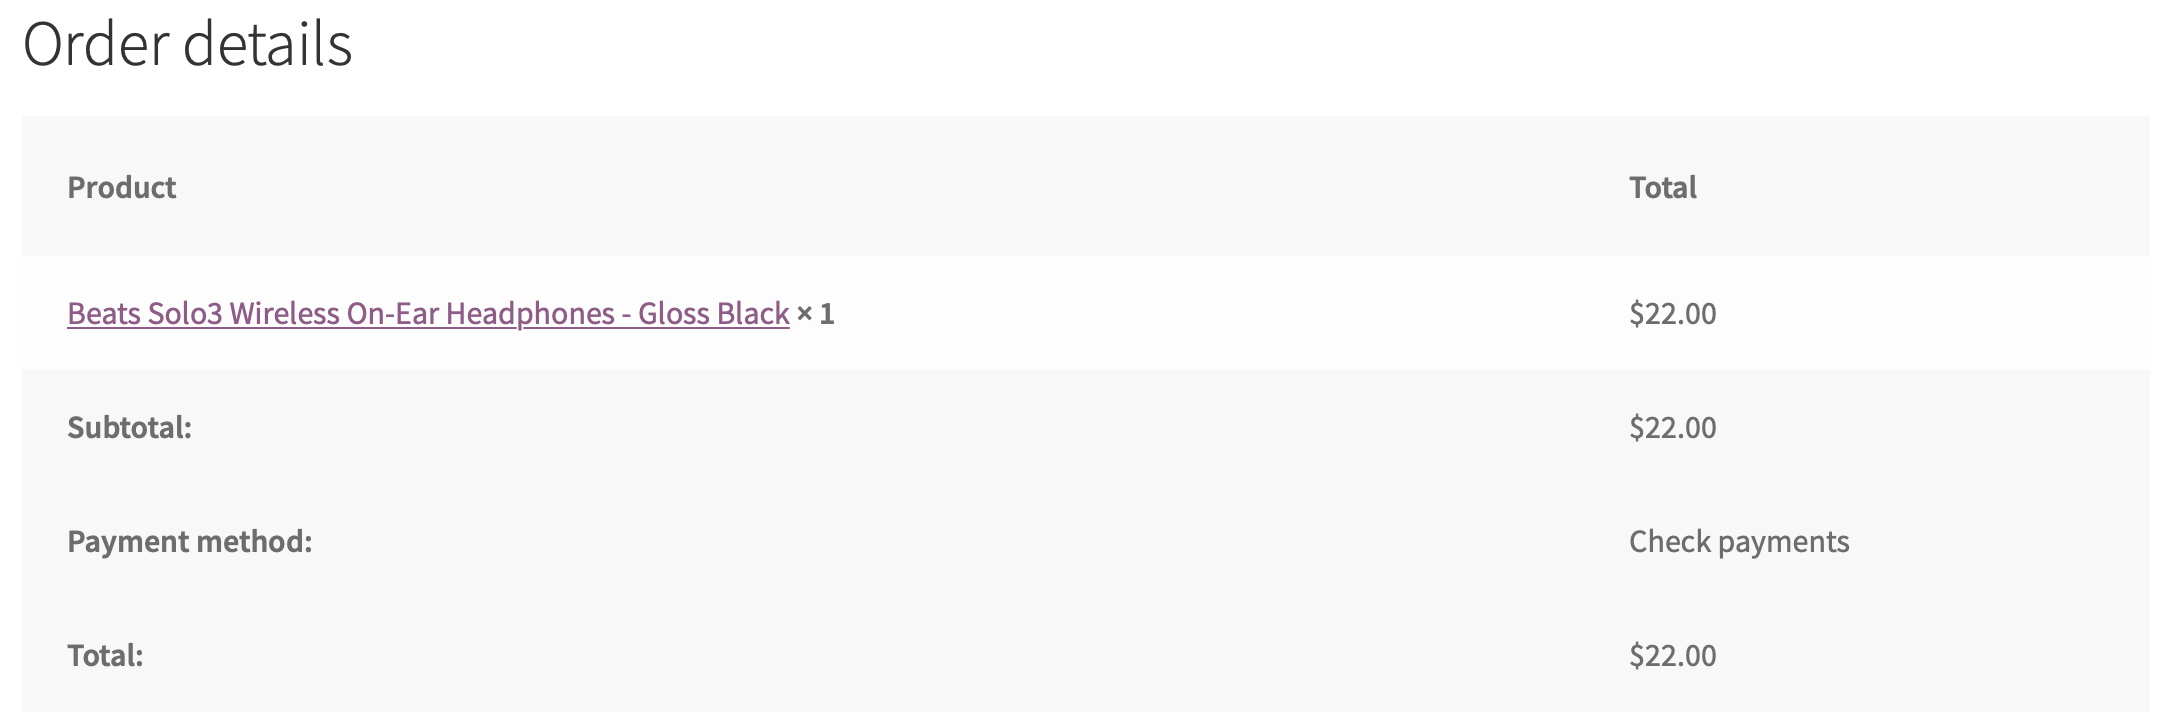 Order details
Product Total
Beats Solo3 Wireless On-Ear Headphones - Gloss Black × 1 $22.00
Subtotal: $22.00
Payment method: Check payments
Total: $22.00